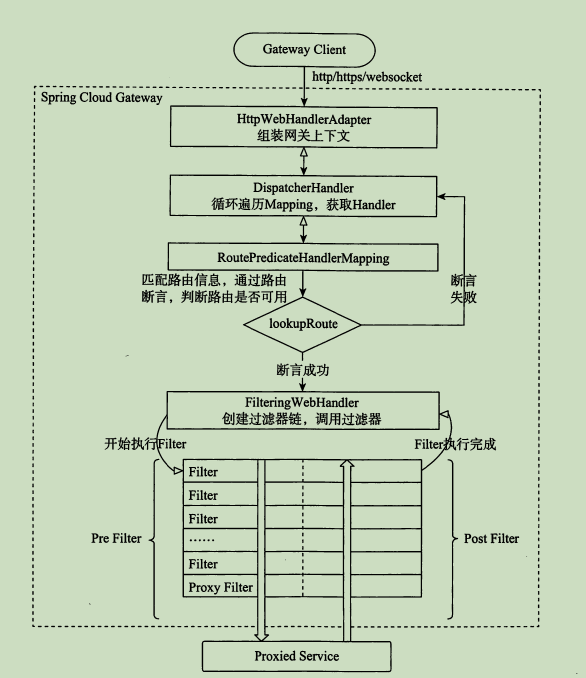 Gateway Client
http/https/websocket
Spring Cloud Gateway
HttpWebHandlerAdapter
组装网关上下文
DispatcherHandler
循环遍历Mapping，获取Handler
RoutePredicateHandlerMapping
匹配路由信息，通过路由
断言，判断路由是否可用
断言
失败
lookupRoute
断言成功
FilteringWebHandler
创建过滤器链，调用过滤器
开始执行Filter
Filter执行完成
Filter
Filter
Filter
Pre Filter
……
Post Filter
Filter
Proxy Filter
Proxied Service